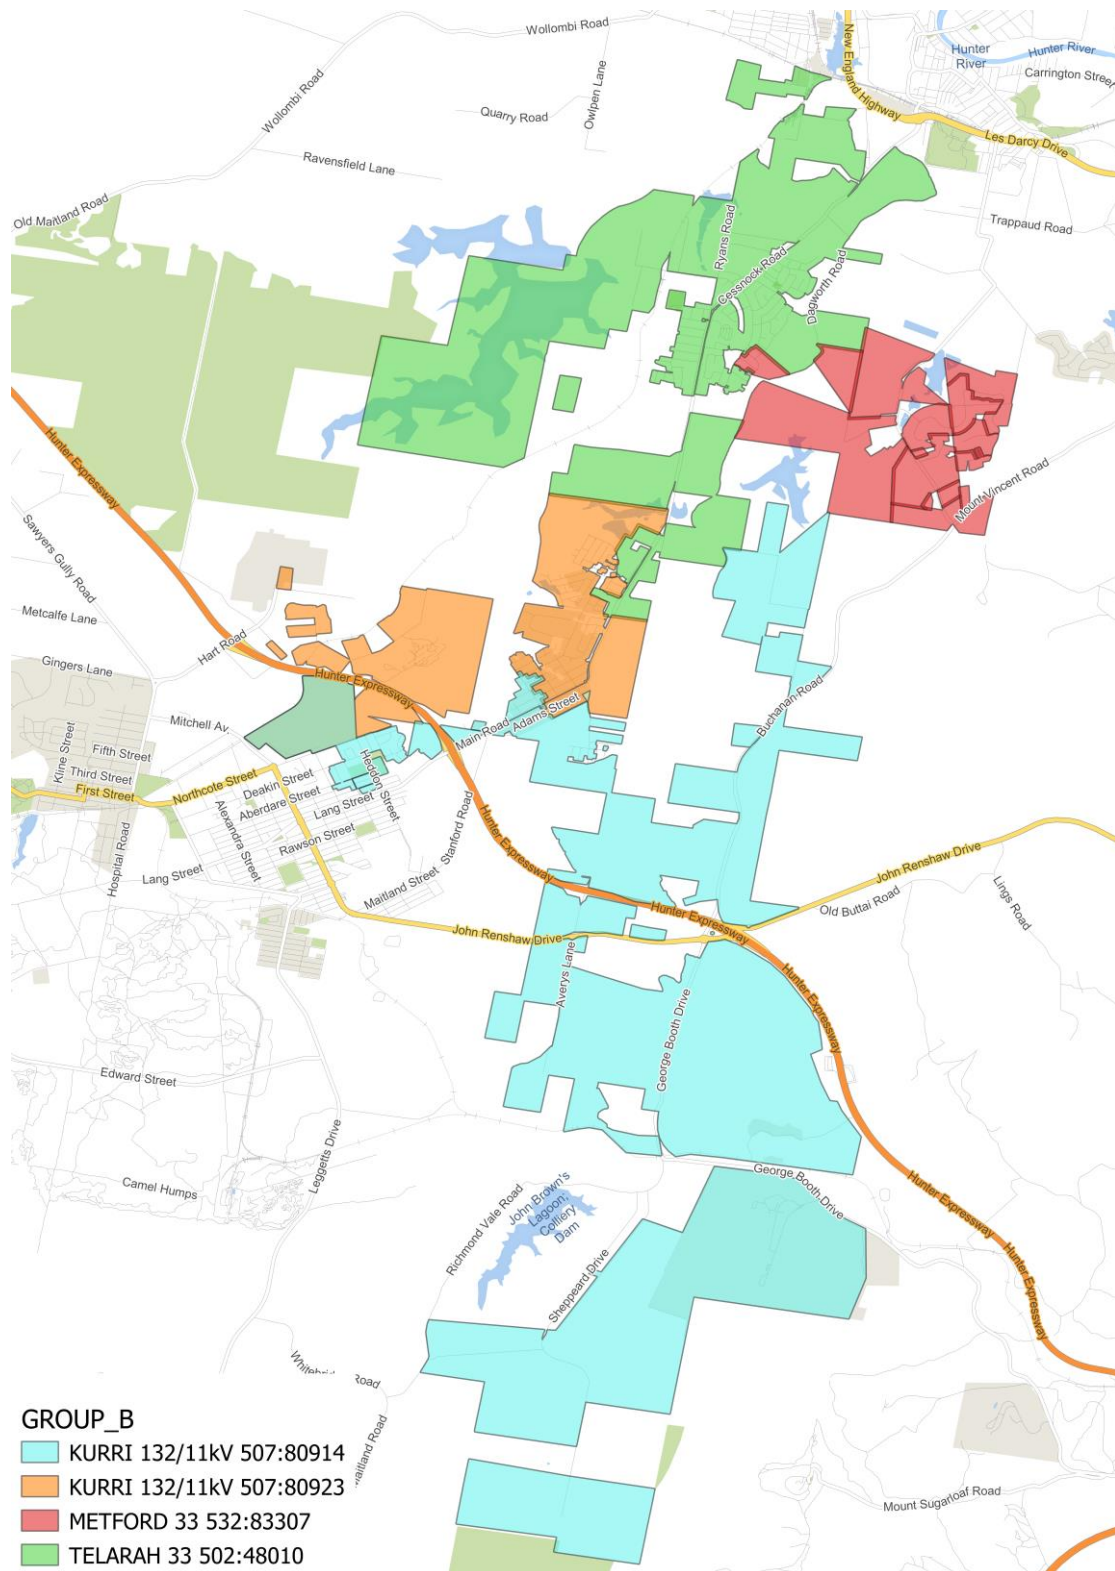 Wollombi Road
New England Highway
Hunter
River
Hunter River
Carrington Street
Wollombi Road
Owlpen Lane
Quarry Road
Les Darcy Drive
Ravensfield Lane
Old Maitland Road
Trappaud Road
Ryans Road
Cessnock Road
Dagworth Road
Hunter Expressway
Mount Vincent Road
Sawyers Gully Road
Metcalfe Lane
Hart Road
Gingers Lane
Hunter Expressway
Buchanan Road
Mitchell Av.
Main Road
Adams Street
Kline Street
Fifth Street
Third Street
First Street
Northcote Street
Deakin Street
Aberdare Street
Heddon Street
Lang Street
Alexandra Street
Rawson Street
Stanford Road
Hunter Expressway
Hospital Road
Lang Street
Maitland Street
John Renshaw Drive
Old Buttai Road
Lings Road
Hunter Expressway
John Renshaw Drive
Averys Lane
Hunter Expressway
George Booth Drive
Edward Street
Leggetts Drive
Camel Humps
George Booth Drive
Richmond Vale Road
John Brown's
Lagoon;
Colliery
Dam
Hunter Expressway
Sheppeard Drive
Hunter Expressway
Road
Maitland Road
Mount Sugarloaf Road
GROUP_B
KURRI 132/11kV 507:80914
KURRI 132/11kV 507:80923
METFORD 33 532:83307
TELARAH 33 502:48010